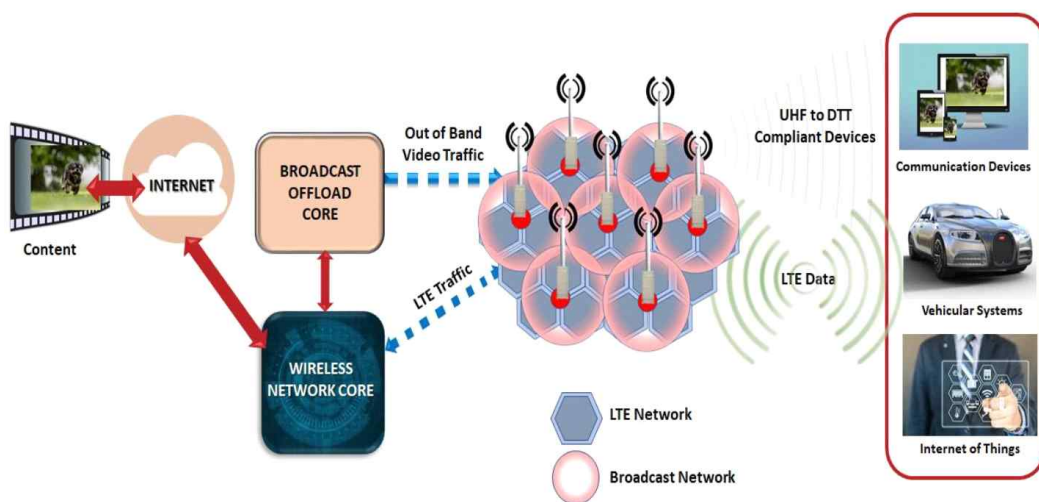 Content
INTERNET
BROADCAST
OFFLOAD
CORE
WIRELESS
NETWORK CORE
Out of Band
Video Traffic
LTE Traffic
UHF to DTT
Compliant Devices
LTE Data
LTE Network
Broadcast Network
Communication Devices
Vehicular Systems
Internet of Things